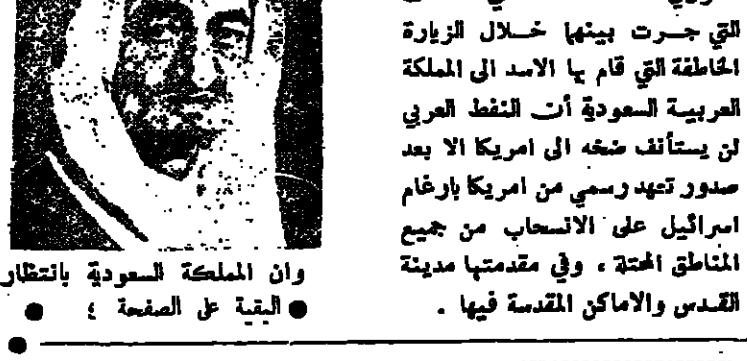 التي جرت بينهما خلال الزيارة
الخاطفة التي قام بها الاسد الى المملكة
العربية السعودية أن النفط العربي
لن يستأنف ضخه الى امريكا الا بعد
صدور تعهد رسمي من امريكا بارغام
اسرائيل على الانسحاب من جميع
المناطق المحتلة ، وفي مقدمتها مدينة
القدس والاماكن المقدسة فيها .
وان المملكة السعودية بانتظار
● البقية على الصفحة ٤ ●